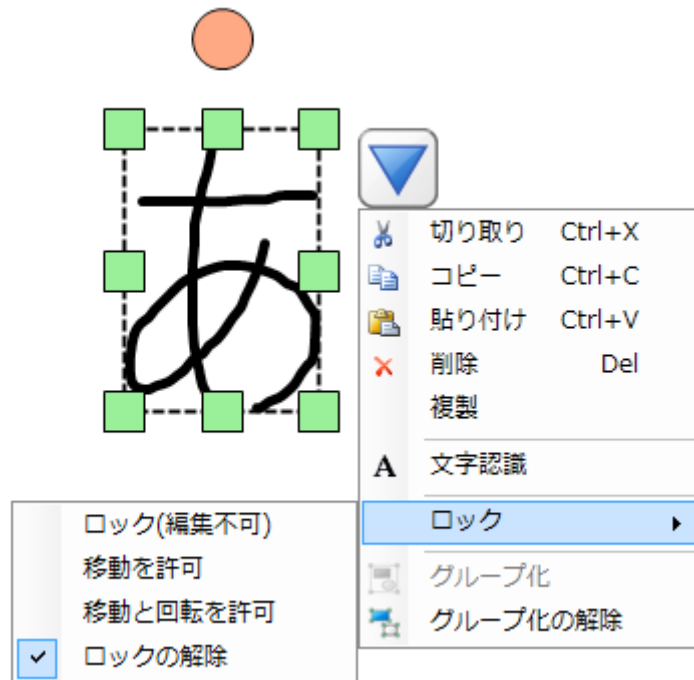 あ
切り取り Ctrl+X
コピー Ctrl+C
貼り付け Ctrl+V
削除 Del
複製
A 文字認識
ロック
グループ化
グループ化の解除
ロック(編集不可)
移動を許可
移動と回転を許可
ロックの解除